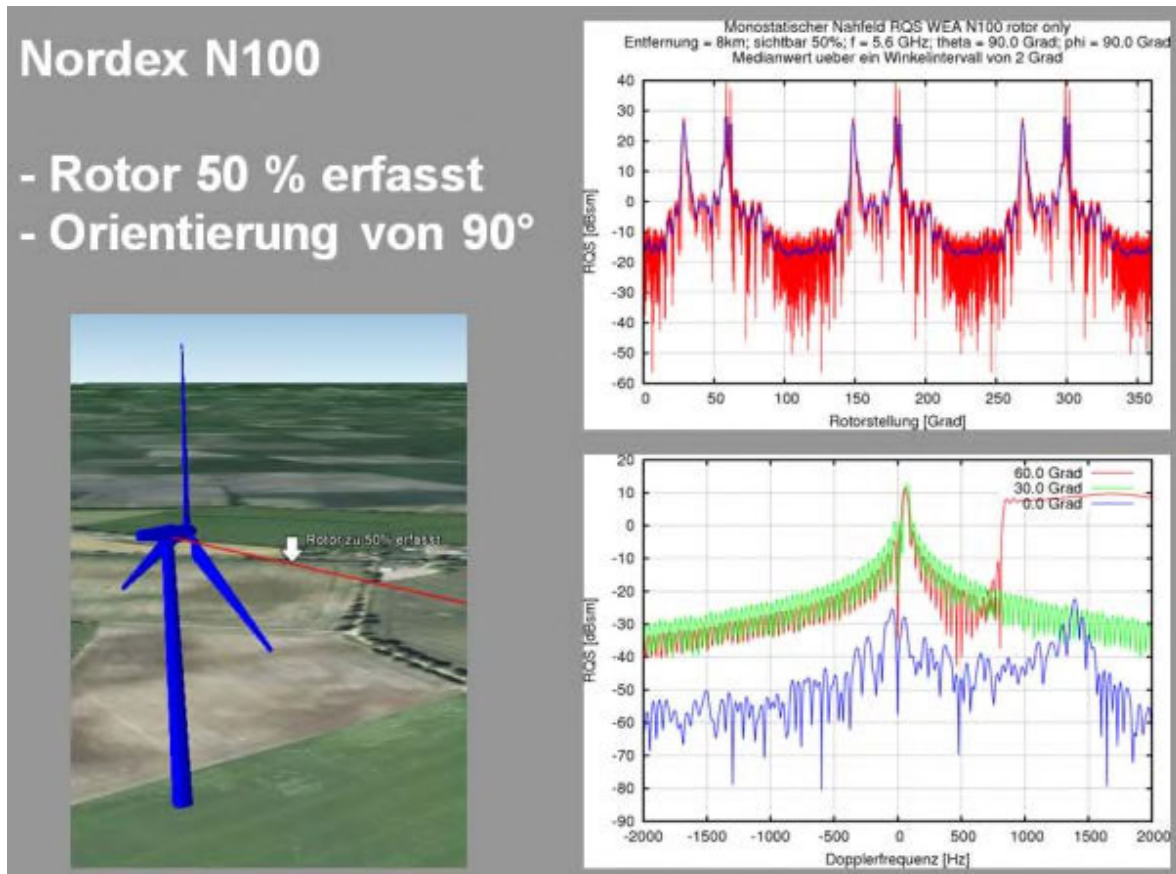 Nordex N100
- Rotor 50 % erfasst
- Orientierung von 90°
Rotor zu 50% erfasst
Monostatischer Nahfeld RQS WEA N100 rotor only
Entfernung = 8km; sichtbar 50%; f = 5.6 GHz; theta = 90.0 Grad; phi = 90.0 Grad
Medianwert ueber ein Winkelintervall von 2 Grad
RQS [dBsm]
40
30
20
10
0
-10
-20
-30
-40
-50
-60
0 50 100 150 200 250 300 350
Rotorstellung [Grad]
60.0 Grad
30.0 Grad
0.0 Grad
RQS [dBsm]
20
10
0
-10
-20
-30
-40
-50
-60
-70
-80
-90
-2000 -1500 -1000 -500 0 500 1000 1500 2000
Dopplerfrequenz [Hz]